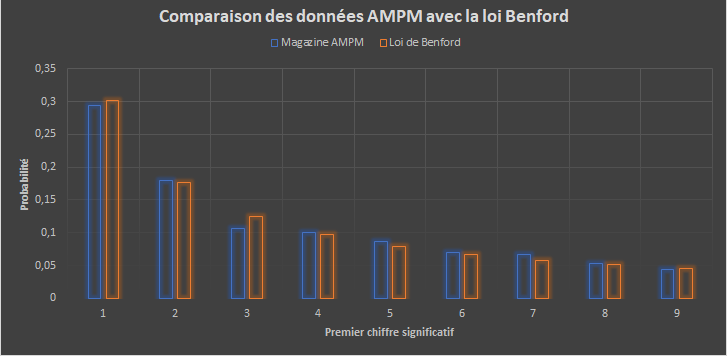 Comparaison des données AMPM avec la loi Benford
Magazine AMPM Loi de Benford
0,35
0,3
0,25
0,2
0,15
0,1
0,05
0
Probabilité
1 2 3 4 5 6 7 8 9
Premier chiffre significatif